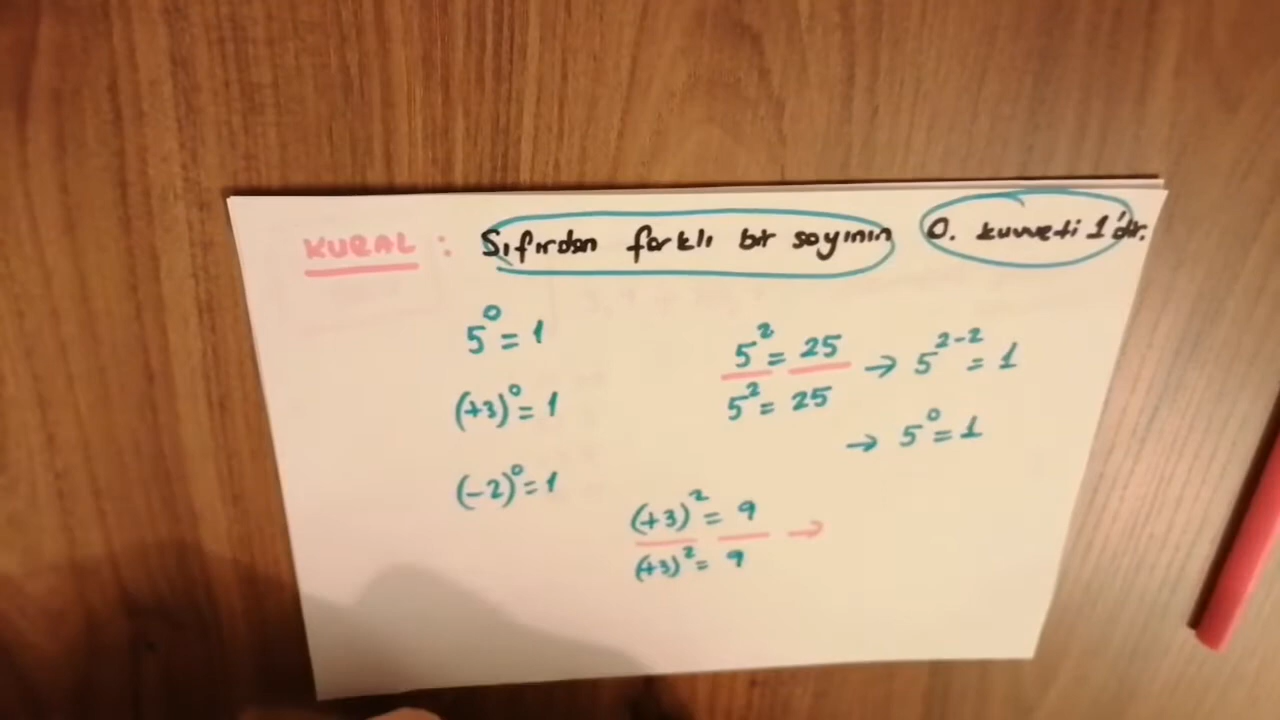 KURAL : Sıfırdan farklı bir sayının 0. kuvveti 1'dir.
5⁰ = 1
(+3)⁰ = 1
(-2)⁰ = 1
5² = 25 → 5²⁻² = 1
5² = 25
→ 5⁰ = 1
(+3)² = 9 →
(+3)² = 9